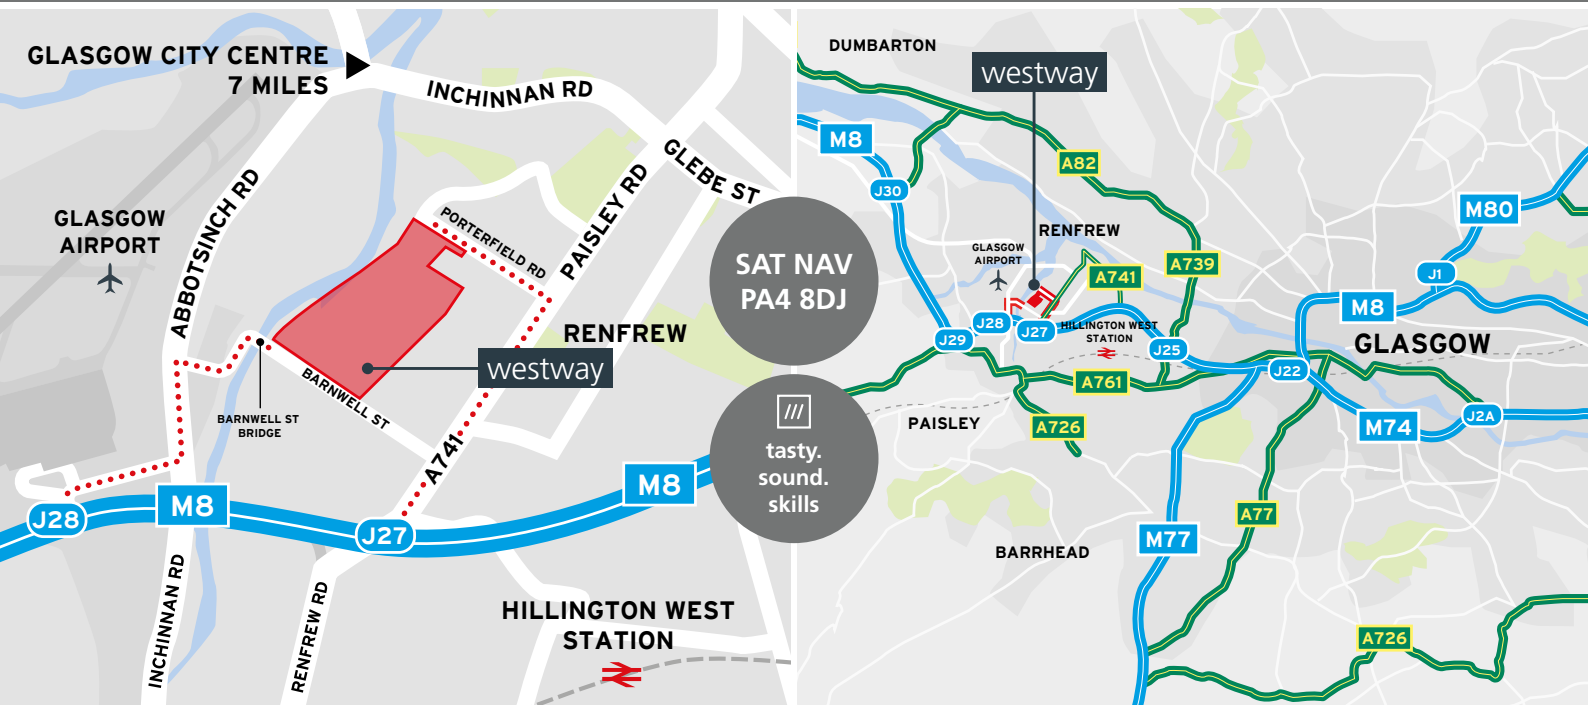 GLASGOW CITY CENTRE
7 MILES
INCHINNAN RD
GLEBE ST
PAISLEY RD
ABBOTSINCH RD
GLASGOW
AIRPORT
PORTERFIELD RD
RENFREW
westway
BARNWELL ST
BARNWELL ST
BRIDGE
A741
M8
M8
J28
J27
INCHINNAN RD
RENFREW RD
HILLINGTON WEST
STATION
SAT NAV
PA4 8DJ
///
tasty.
sound.
skills
DUMBARTON
westway
M8
A82
J30
M80
RENFREW
GLASGOW
AIRPORT
A739
A741
J1
M8
J28
J27
HILLINGTON WEST
STATION
J29
J25
GLASGOW
J22
A761
PAISLEY
A726
M74
J2A
A77
M77
BARRHEAD
A726